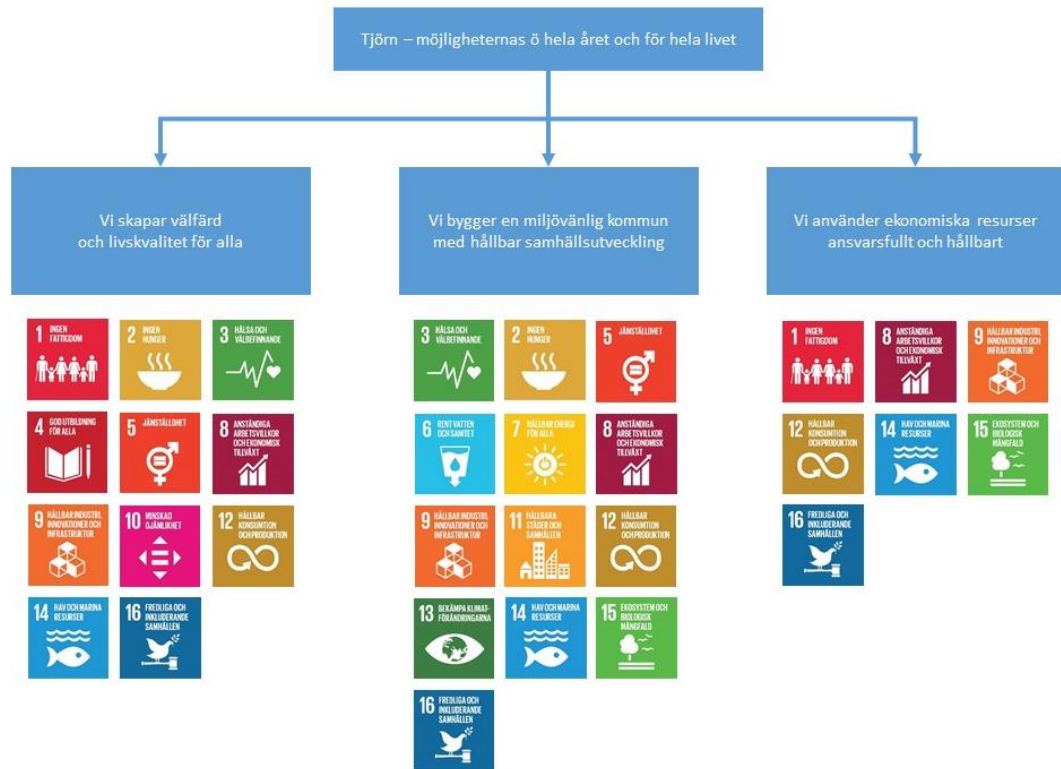 Tjörn – möjligheternas ö hela året och för hela livet
Vi skapar välfärd
och livskvalitet för alla
Vi bygger en miljövänlig kommun
med hållbar samhällsutveckling
Vi använder ekonomiska resurser
ansvarsfullt och hållbart
1 INGEN
FATTIGDOM
2 INGEN
HUNGER
3 HÄLSA OCH
VÄLBEFINNANDE
4 GOD UTBILDNING
FÖR ALLA
5 JÄMSTÄLLDHET
8 ANSTÄNDIGA
ARBETSVILLKOR
OCH EKONOMISK
TILLVÄXT
9 HÅLLBAR INDUSTRI,
INNOVATIONER OCH
INFRASTRUKTUR
10 MINSKAD
OJÄMLIKHET
12 HÅLLBAR
KONSUMTION
OCH PRODUKTION
14 HAV OCH MARINA
RESURSER
16 FREDLIGA OCH
INKLUDERANDE
SAMHÄLLEN
3 HÄLSA OCH
VÄLBEFINNANDE
2 INGEN
HUNGER
5 JÄMSTÄLLDHET
6 RENT VATTEN
OCH SANITET
7 HÅLLBAR ENERGI
FÖR ALLA
8 ANSTÄNDIGA
ARBETSVILLKOR
OCH EKONOMISK
TILLVÄXT
9 HÅLLBAR INDUSTRI,
INNOVATIONER OCH
INFRASTRUKTUR
11 HÅLLBARA
STÄDER OCH
SAMHÄLLEN
12 HÅLLBAR
KONSUMTION
OCH PRODUKTION
13 BEKÄMPA KLIMAT-
FÖRÄNDRINGARNA
14 HAV OCH MARINA
RESURSER
15 EKOSYSTEM OCH
BIOLOGISK
MÅNGFALD
16 FREDLIGA OCH
INKLUDERANDE
SAMHÄLLEN
1 INGEN
FATTIGDOM
8 ANSTÄNDIGA
ARBETSVILLKOR
OCH EKONOMISK
TILLVÄXT
9 HÅLLBAR INDUSTRI,
INNOVATIONER OCH
INFRASTRUKTUR
12 HÅLLBAR
KONSUMTION
OCH PRODUKTION
14 HAV OCH MARINA
RESURSER
15 EKOSYSTEM OCH
BIOLOGISK
MÅNGFALD
16 FREDLIGA OCH
INKLUDERANDE
SAMHÄLLEN